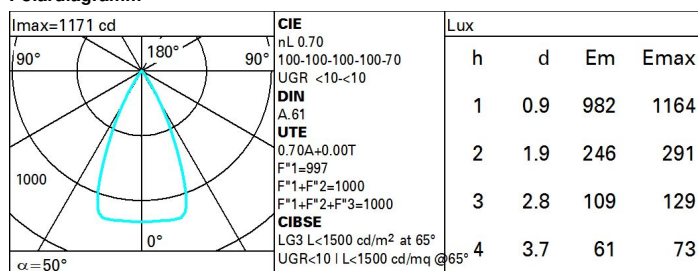 Imax=1171 cd
90°
180°
90°
1000
0°
α=50°
CIE
nL 0.70
100-100-100-100-70
UGR <10-<10
DIN
A.61
UTE
0.70A+0.00T
F"1=997
F"1+F"2=1000
F"1+F"2+F"3=1000
CIBSE
LG3 L<1500 cd/m² at 65°
UGR<10 | L<1500 cd/mq @65°
Lux
h d Em Emax
1 0.9 982 1164
2 1.9 246 291
3 2.8 109 129
4 3.7 61 73